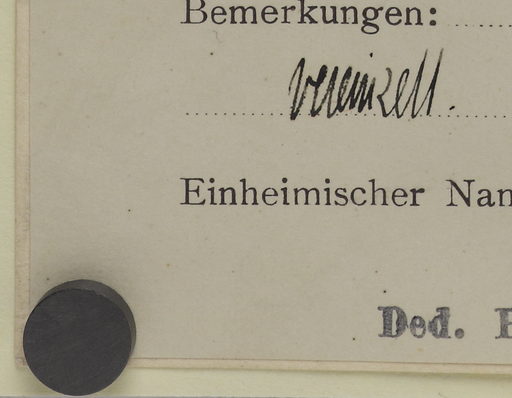 Bemerkungen:
vereinzelt.
Einheimischer Nam
Ded.